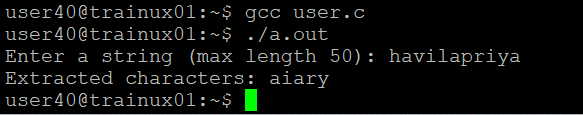 user40@trainux01:~$ gcc user.c
user40@trainux01:~$ ./a.out
Enter a string (max length 50): havilapriya
Extracted characters: aiary
user40@trainux01:~$